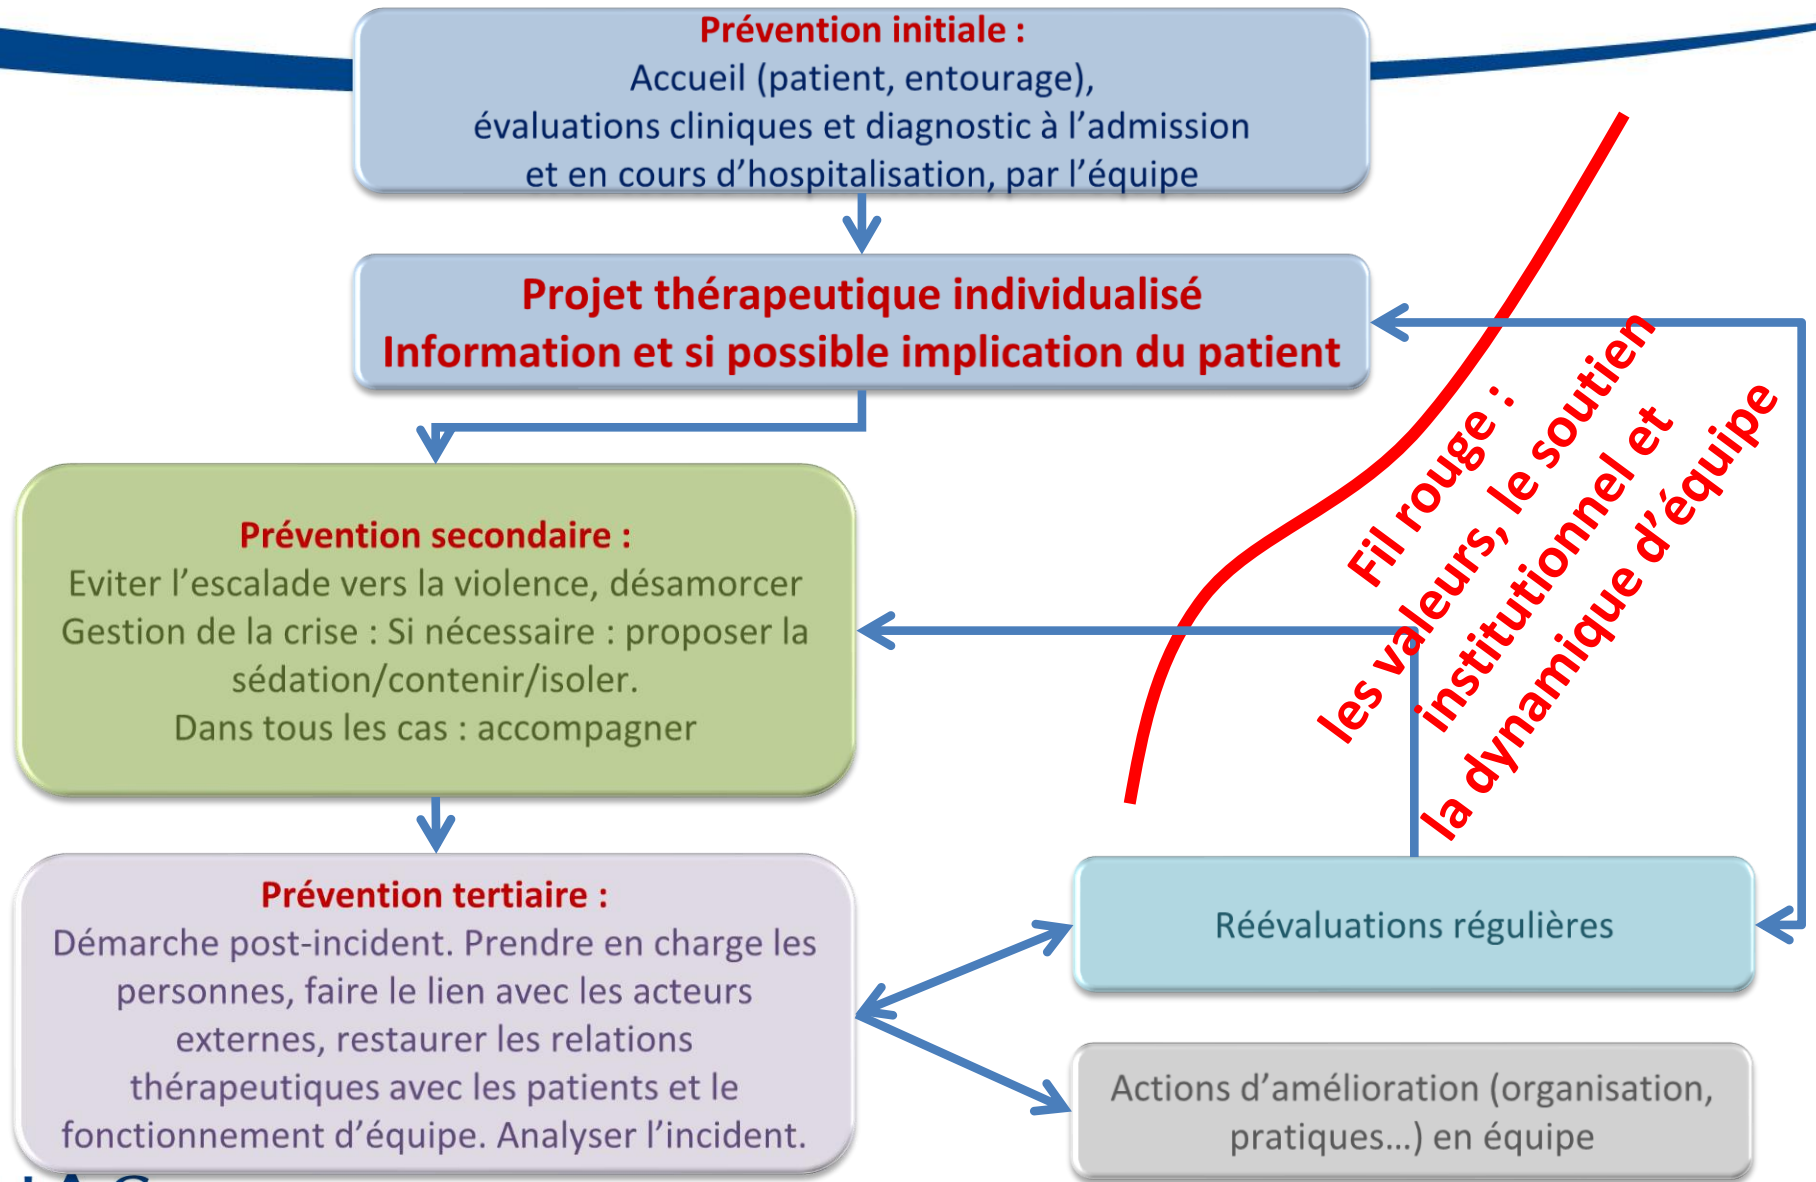 Prévention initiale :
Accueil (patient, entourage),
évaluations cliniques et diagnostic à l’admission
et en cours d’hospitalisation, par l’équipe
Projet thérapeutique individualisé
Information et si possible implication du patient
Fil rouge :
les valeurs, le soutien
institutionnel et
la dynamique d’équipe
Prévention secondaire :
Eviter l’escalade vers la violence, désamorcer
Gestion de la crise : Si nécessaire : proposer la
sédation/contenir/isoler.
Dans tous les cas : accompagner
Prévention tertiaire :
Démarche post-incident. Prendre en charge les
personnes, faire le lien avec les acteurs
externes, restaurer les relations
thérapeutiques avec les patients et le
fonctionnement d’équipe. Analyser l’incident.
Réévaluations régulières
Actions d’amélioration (organisation,
pratiques…) en équipe